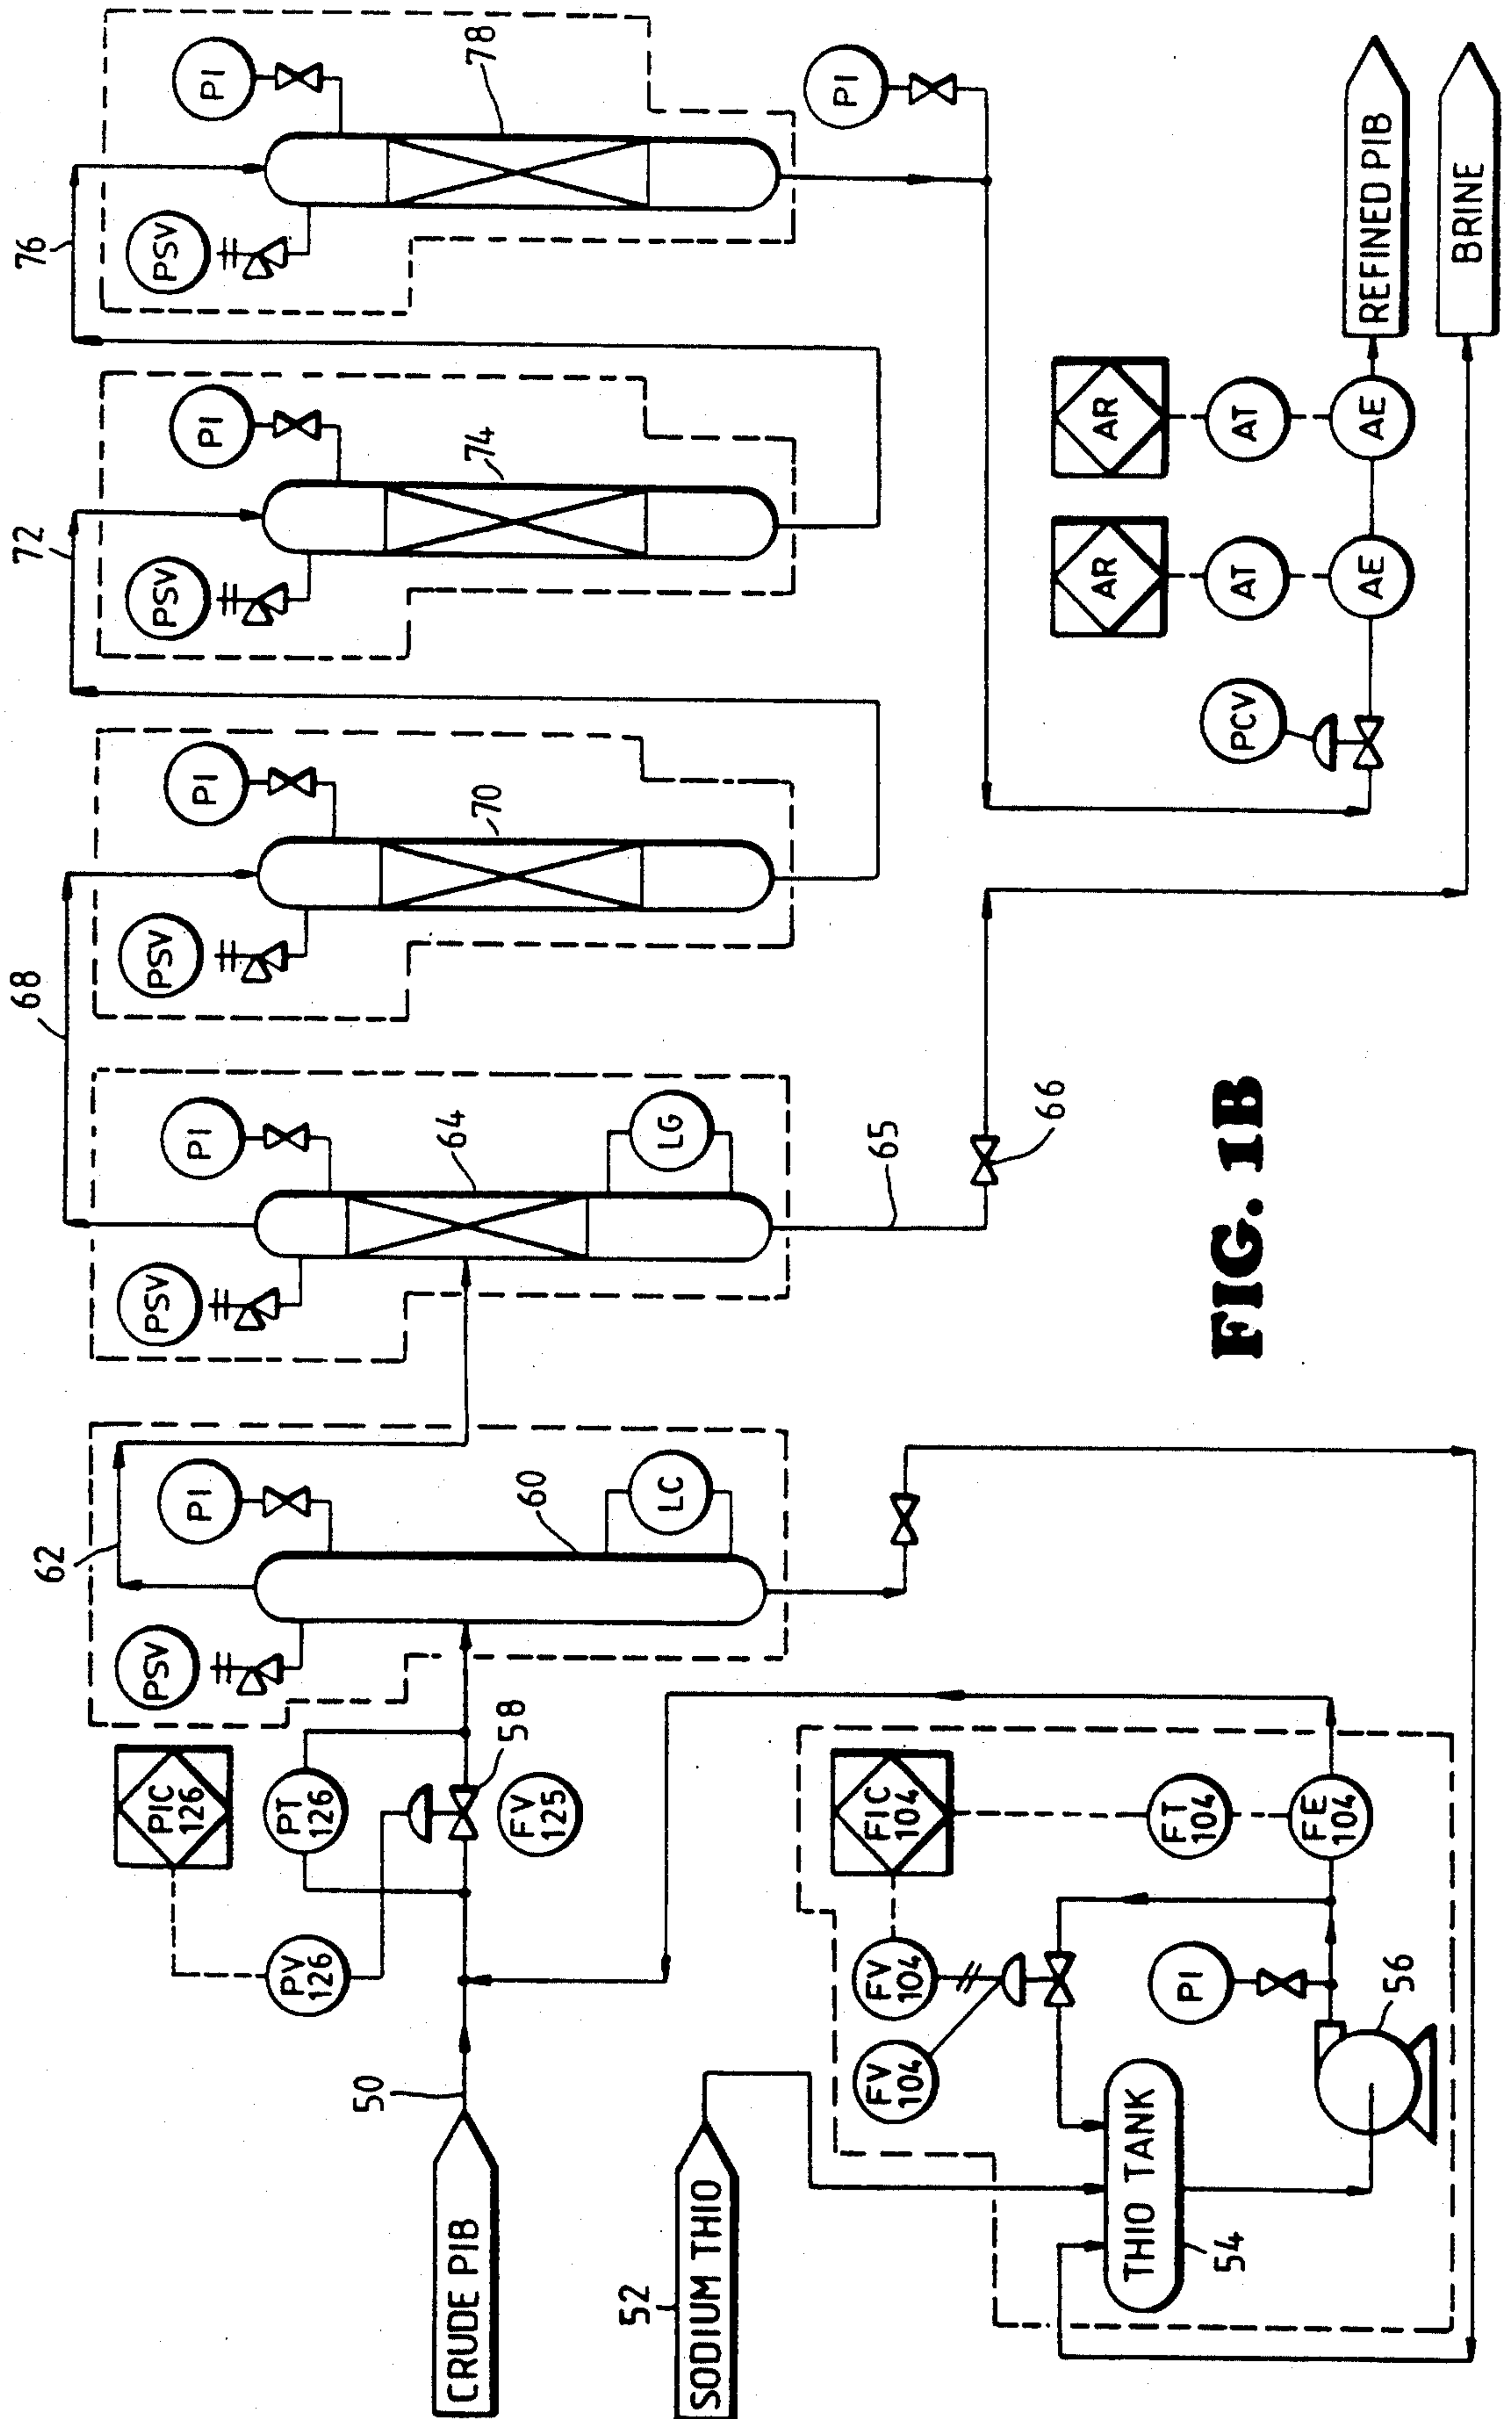 76
72
68
62
PI
PSV
78
PI
PI
PSV
74
PI
PSV
70
PI
PSV
64
LG
65
66
PI
PSV
60
LC
PIC
126
PT
126
PV
126
58
FV
125
50
CRUDE PIB
52
SODIUM THIO
FIC
104
FT
104
FE
104
FV
104
FV
104
PI
56
THIO TANK
54
AR
AR
AT
AT
AE
AE
PCV
REFINED PIB
BRINE
FIG. 1B